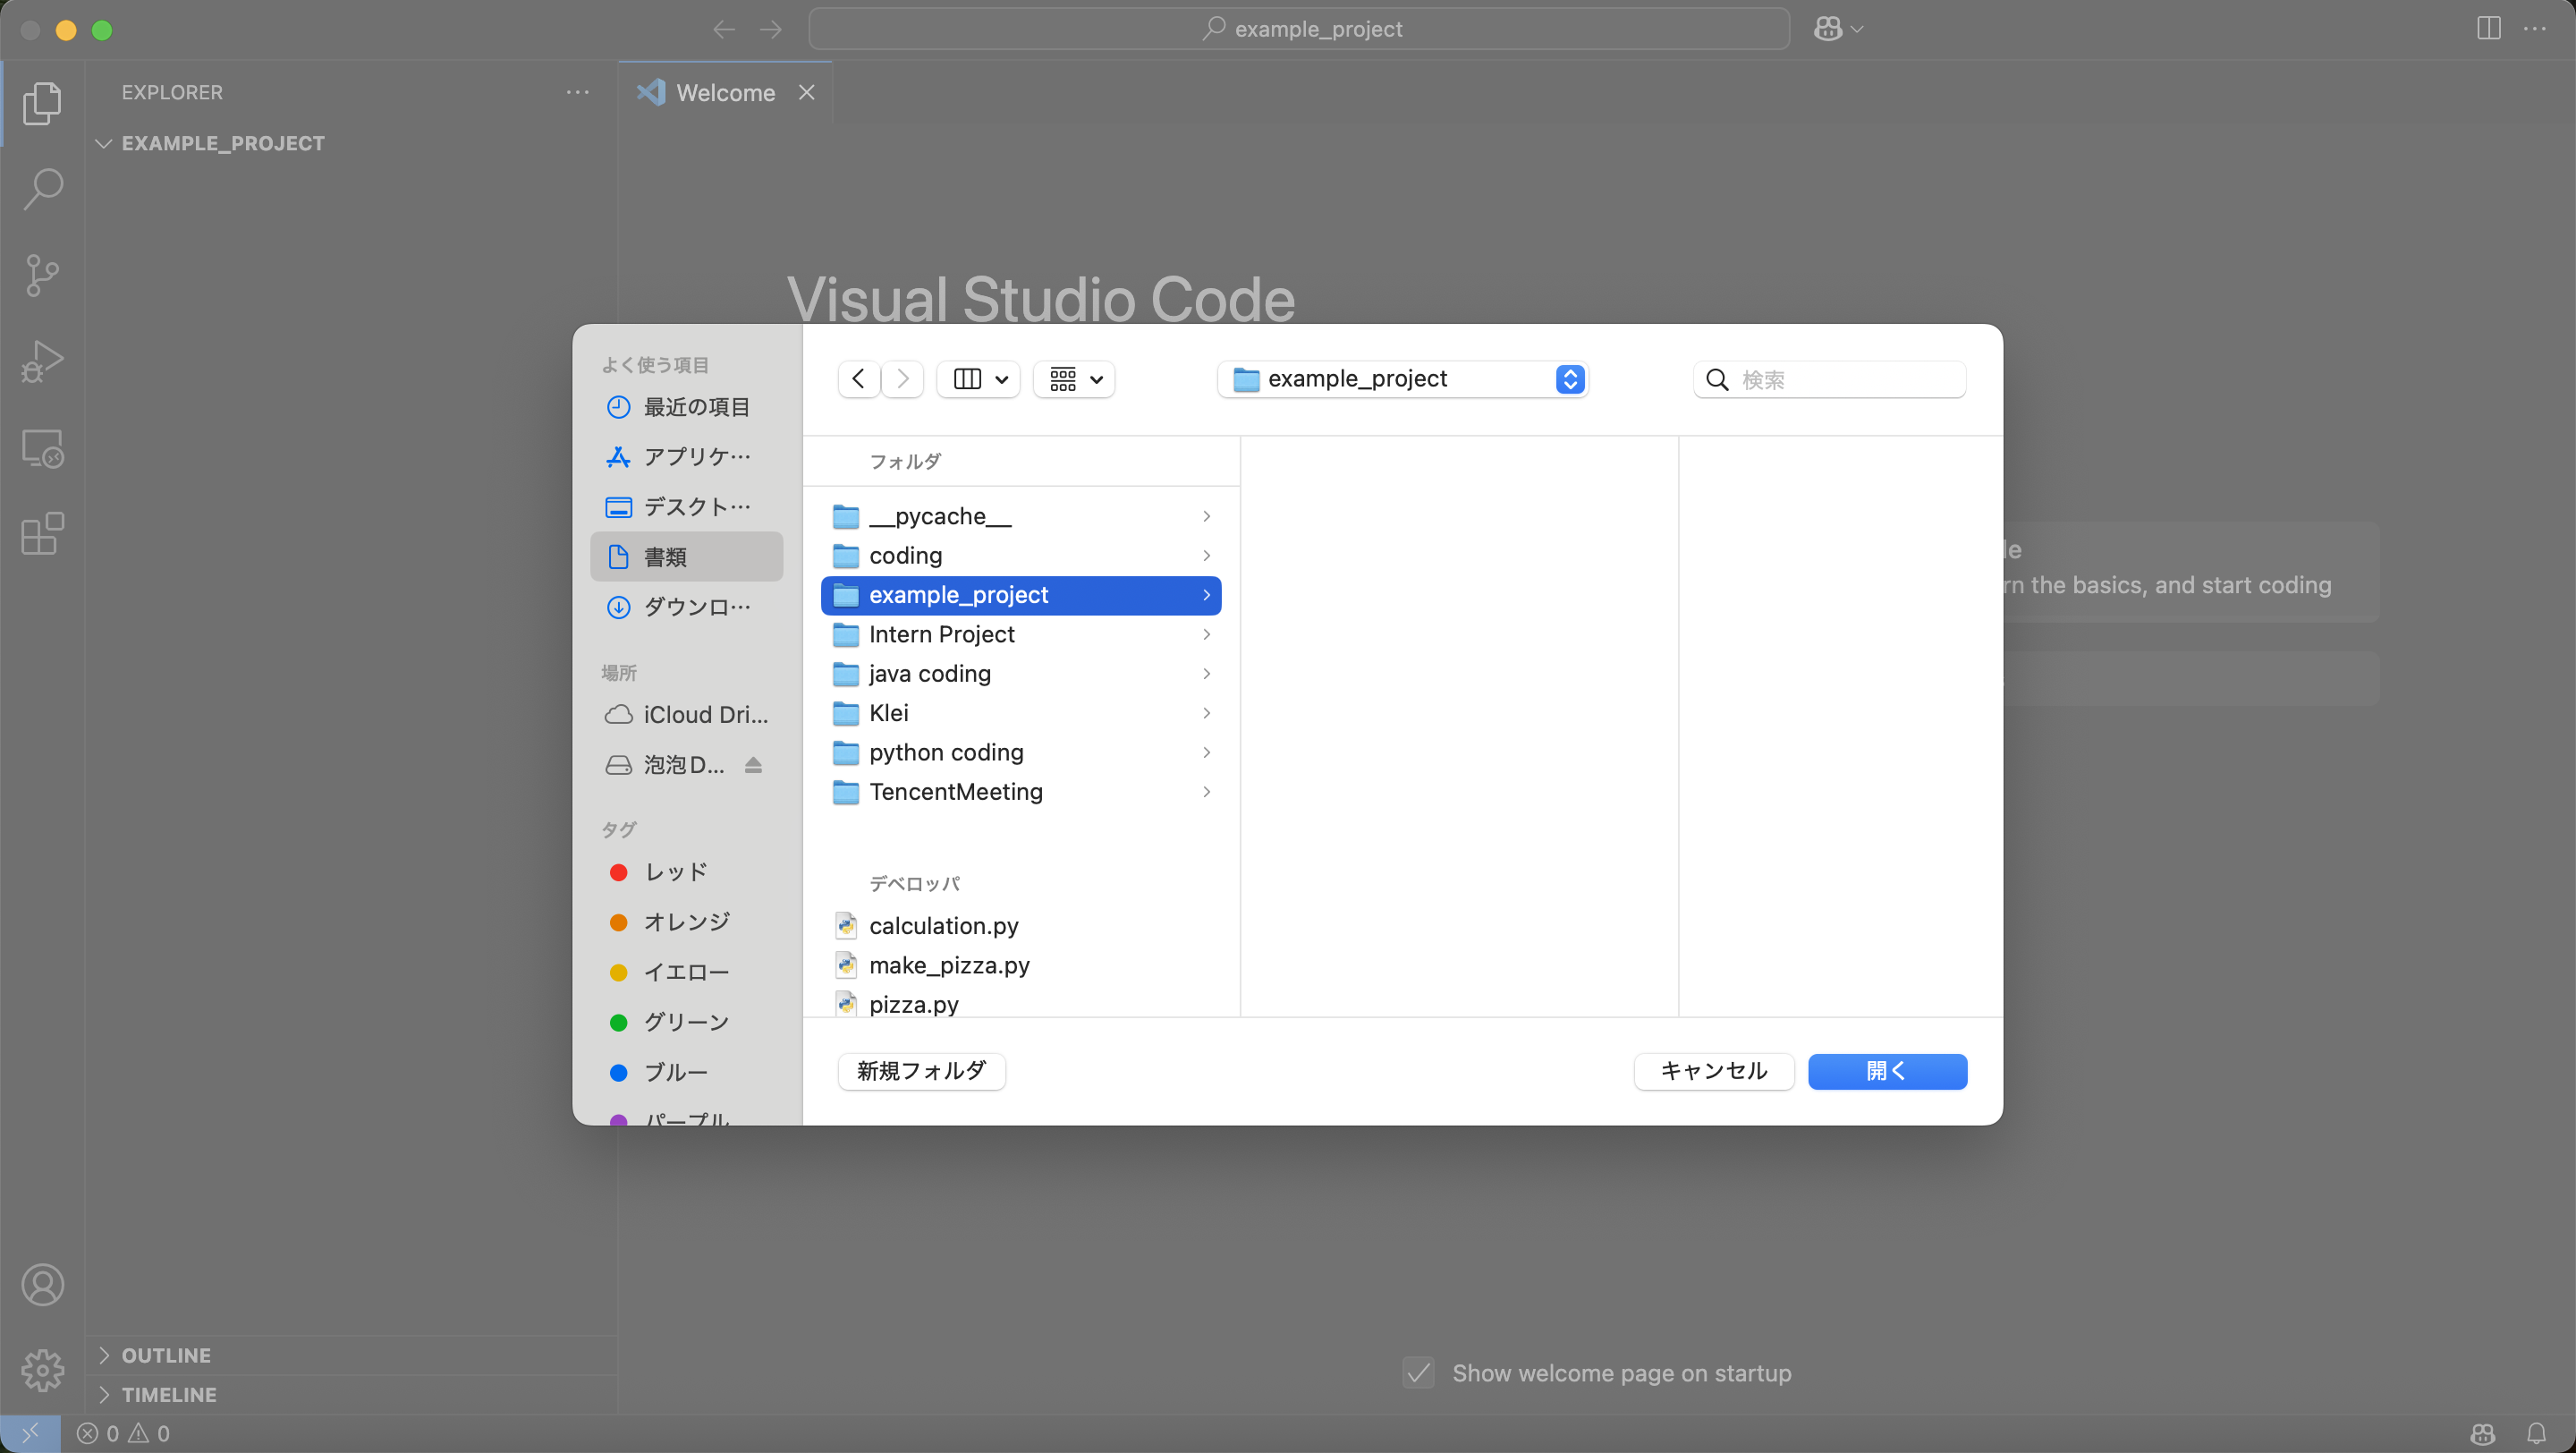 example_project
EXPLORER
Welcome
EXAMPLE_PROJECT
Visual Studio Code
よく使う項目
最近の項目
アプリケ…
デスクト…
書類
ダウンロ…
場所
iCloud Dri...
泡泡D...
タグ
レッド
オレンジ
イエロー
グリーン
ブルー
パープル
example_project
検索
フォルダ
__pycache__
coding
example_project
Intern Project
java coding
Klei
python coding
TencentMeeting
デベロッパ
calculation.py
make_pizza.py
pizza.py
新規フォルダ
キャンセル
開く
the basics, and start coding
Show welcome page on startup
OUTLINE
TIMELINE
0
0